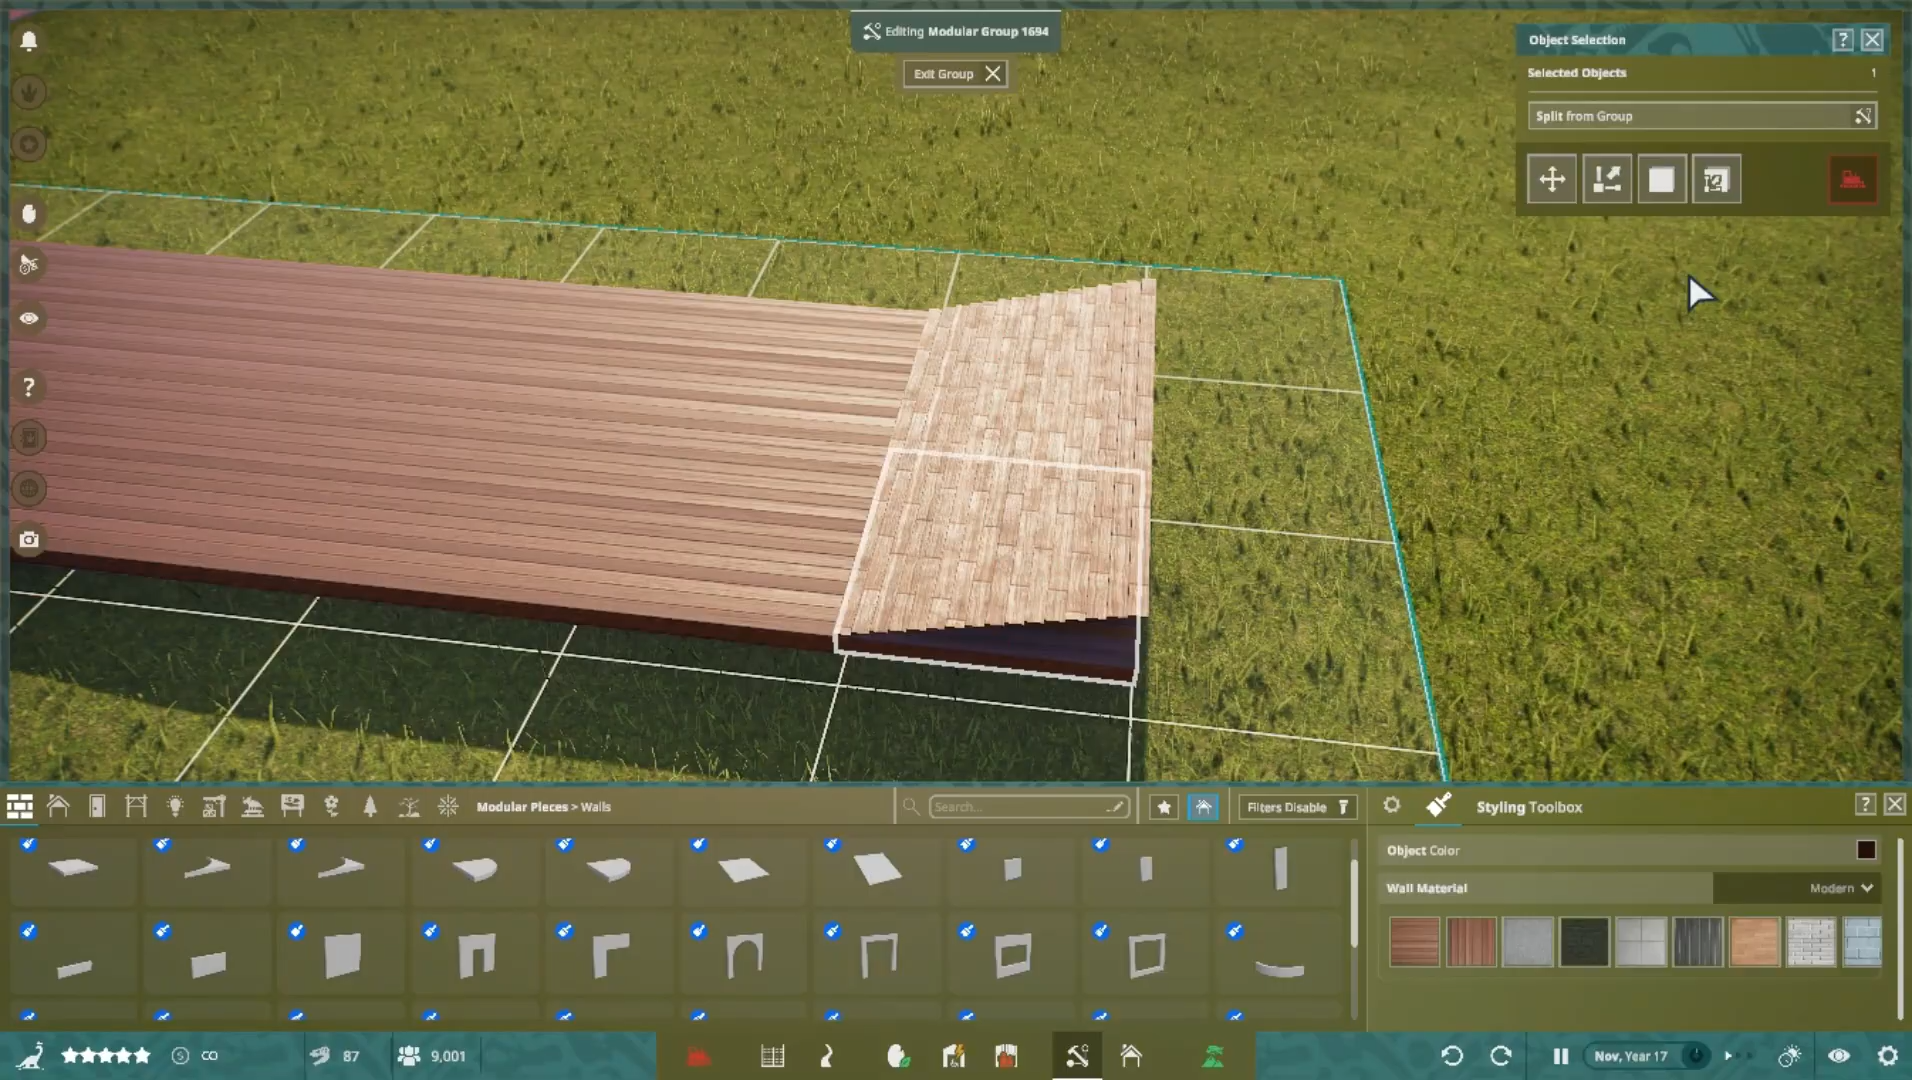 Editing Modular Group 1694
Exit Group
Object Selection
?
Selected Objects
1
Split from Group
?
Modular Pieces > Walls
Search...
Filters Disable
Styling Toolbox
?
Object Color
Wall Material
Modern
87
9,001
Nov, Year 17